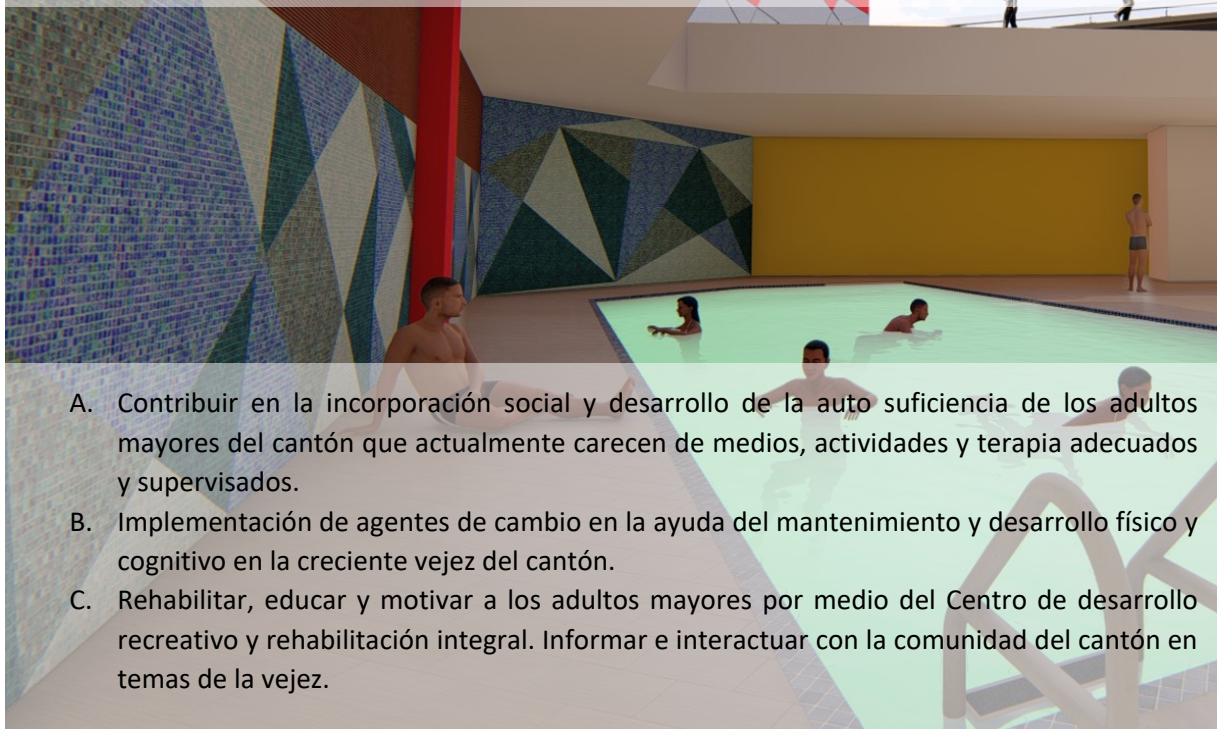 A. Contribuir en la incorporación social y desarrollo de la auto suficiencia de los adultos
mayores del cantón que actualmente carecen de medios, actividades y terapia adecuados
y supervisados.
B. Implementación de agentes de cambio en la ayuda del mantenimiento y desarrollo físico y
cognitivo en la creciente vejez del cantón.
C. Rehabilitar, educar y motivar a los adultos mayores por medio del Centro de desarrollo
recreativo y rehabilitación integral. Informar e interactuar con la comunidad del cantón en
temas de la vejez.